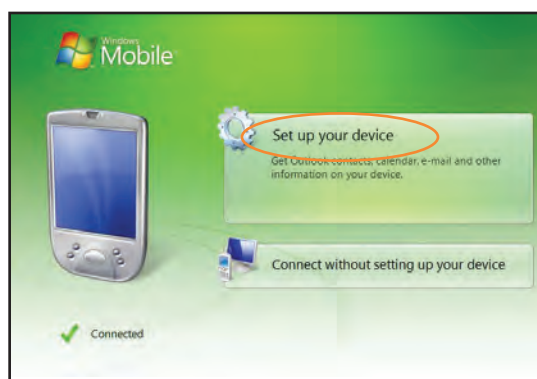 Windows
Mobile
Set up your device
Get Outlook contacts, calendar, e-mail and other
information on your device.
Connect without setting up your device
Connected